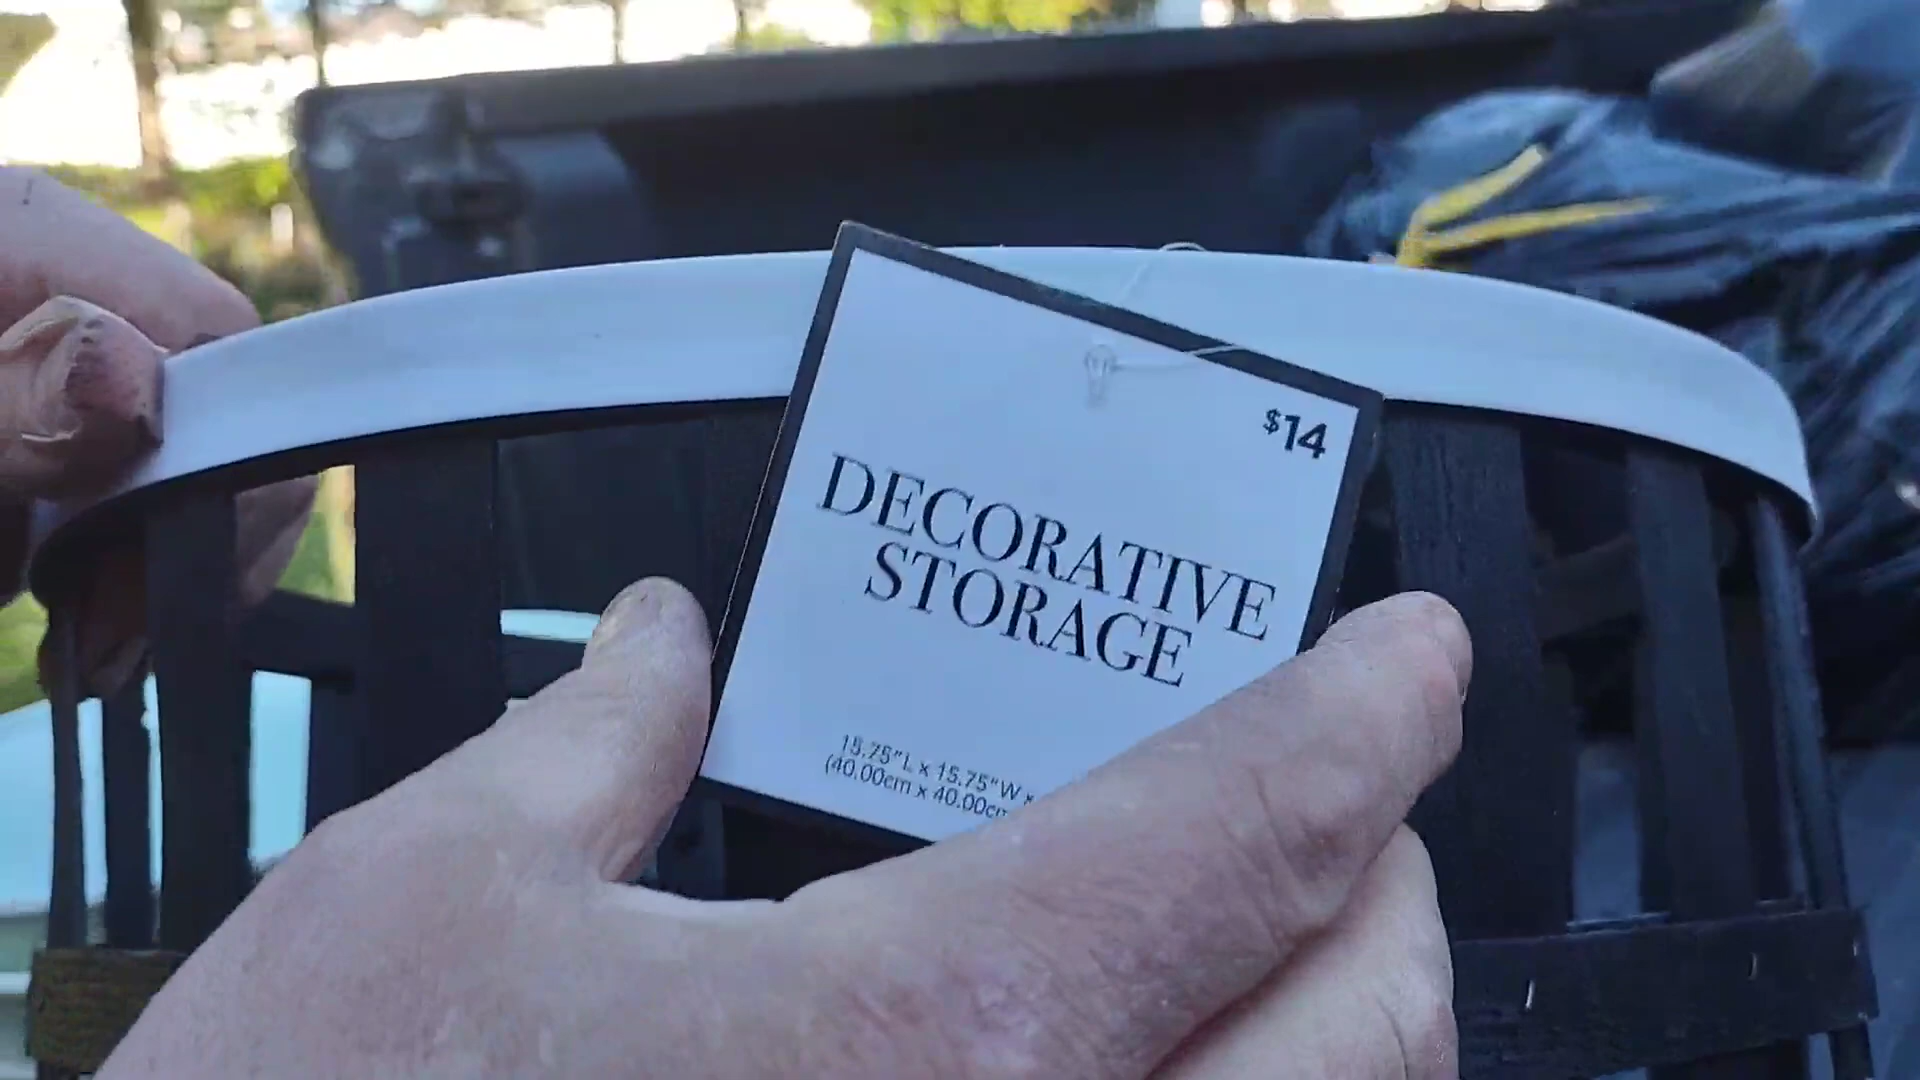 $14
DECORATIVE
STORAGE
15.75"L x 15.75"W x
(40.00cm x 40.00cm